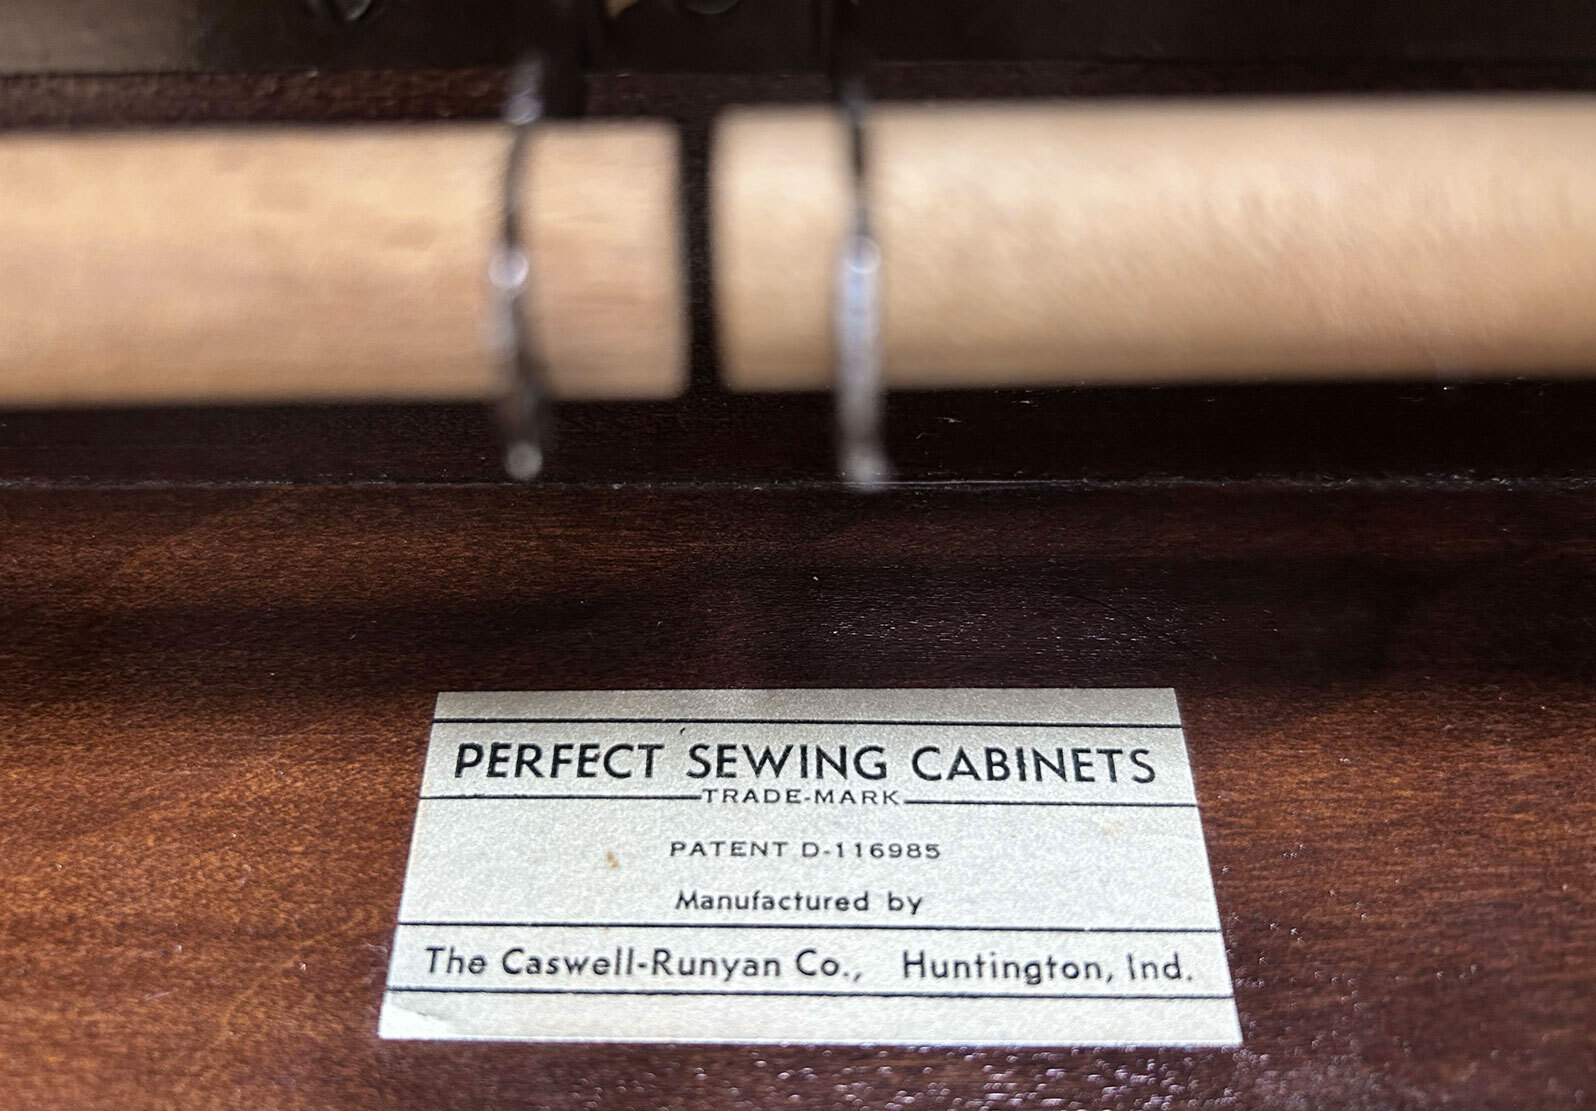 PERFECT SEWING CABINETS
TRADE-MARK
PATENT D-116985
Manufactured by
The Caswell-Runyan Co., Huntington, Ind.